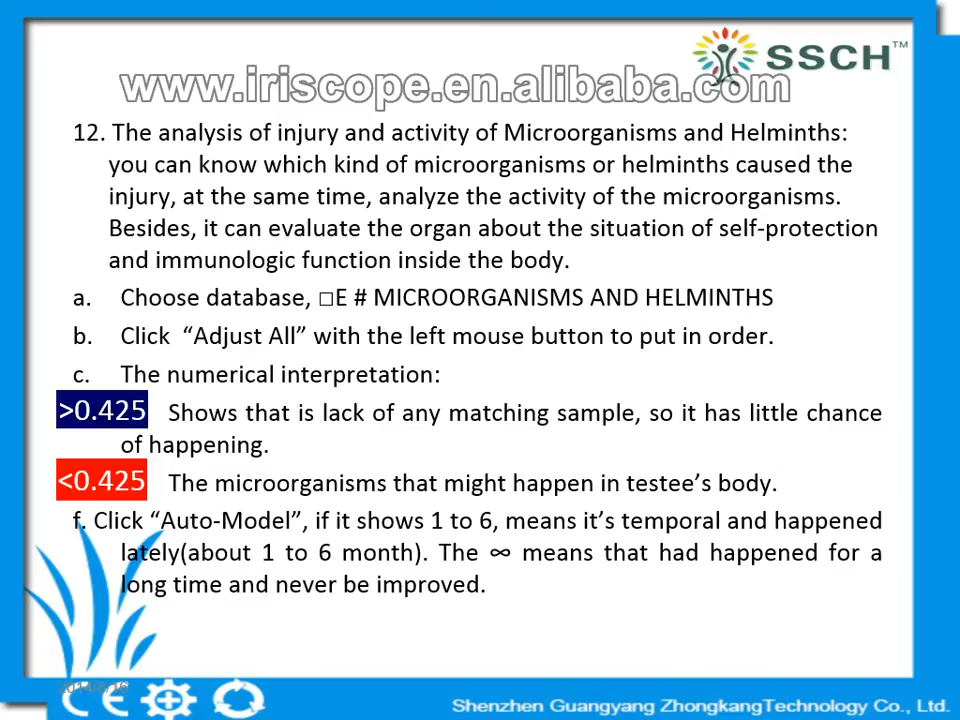 SSCH™
www.iriscope.en.alibaba.com
12. The analysis of injury and activity of Microorganisms and Helminths:
you can know which kind of microorganisms or helminths caused the
injury, at the same time, analyze the activity of the microorganisms.
Besides, it can evaluate the organ about the situation of self-protection
and immunologic function inside the body.
a. Choose database, □E # MICROORGANISMS AND HELMINTHS
b. Click “Adjust All” with the left mouse button to put in order.
c. The numerical interpretation:
>0.425 Shows that is lack of any matching sample, so it has little chance
of happening.
<0.425 The microorganisms that might happen in testee’s body.
f. Click “Auto-Model”, if it shows 1 to 6, means it’s temporal and happened
lately(about 1 to 6 month). The ∞ means that had happened for a
long time and never be improved.
CE
Shenzhen Guangyang ZhongkangTechnology Co., Ltd.